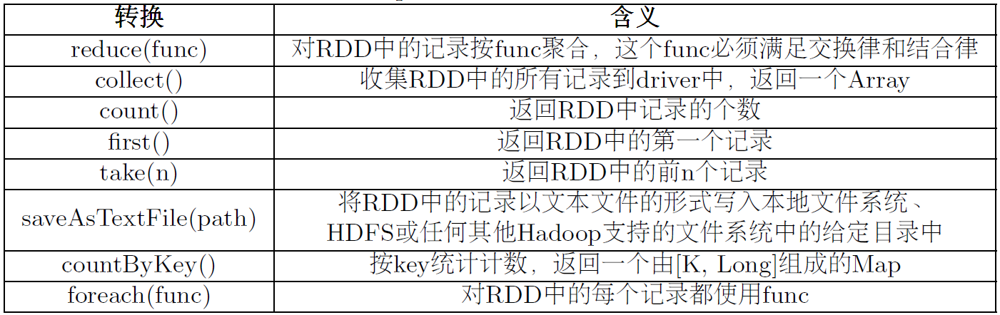 转换 含义
reduce(func) 对RDD中的记录按func聚合，这个func必须满足交换律和结合律
collect() 收集RDD中的所有记录到driver中，返回一个Array
count() 返回RDD中记录的个数
first() 返回RDD中的第一个记录
take(n) 返回RDD中的前n个记录
saveAsTextFile(path) 将RDD中的记录以文本文件的形式写入本地文件系统、
HDFS或任何其他Hadoop支持的文件系统中的给定目录中
countByKey() 按key统计计数，返回一个由[K, Long]组成的Map
foreach(func) 对RDD中的每个记录都使用func